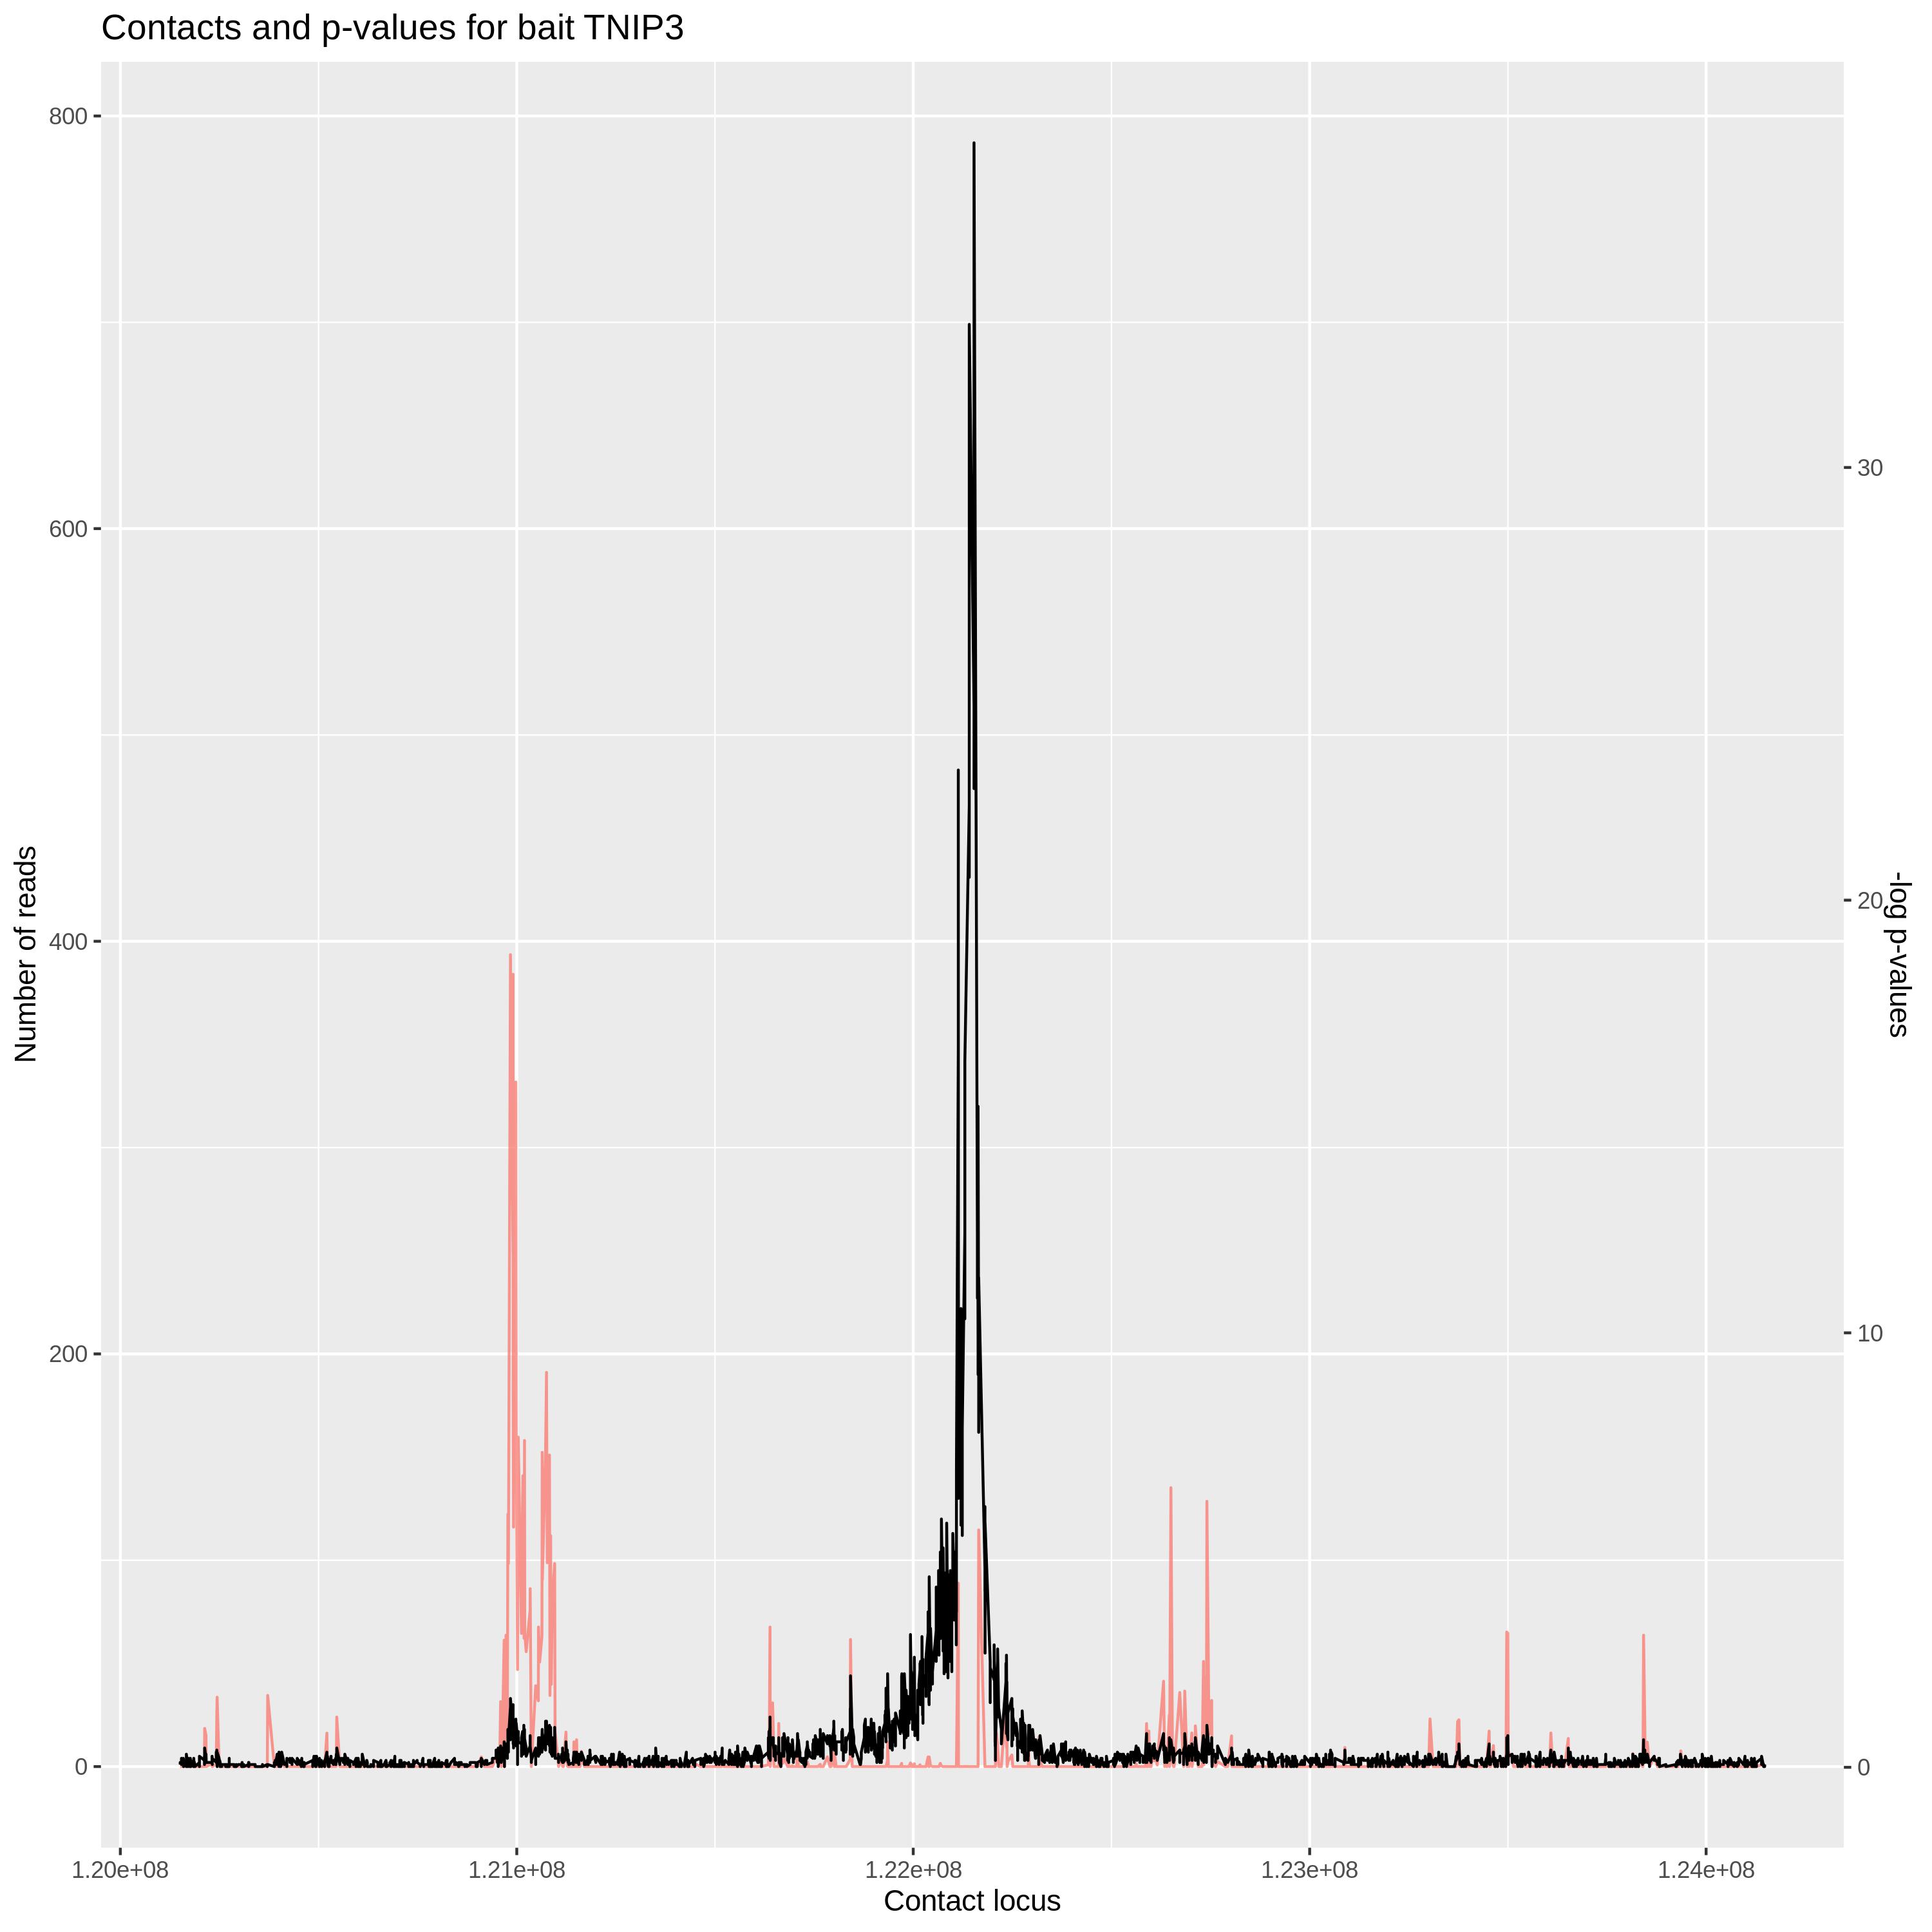 Contacts and p-values for bait TNIP3
800
600
400
200
0
Number of reads
30
20
10
0
-log p-values
1.20e+08
1.21e+08
1.22e+08
1.23e+08
1.24e+08
Contact locus